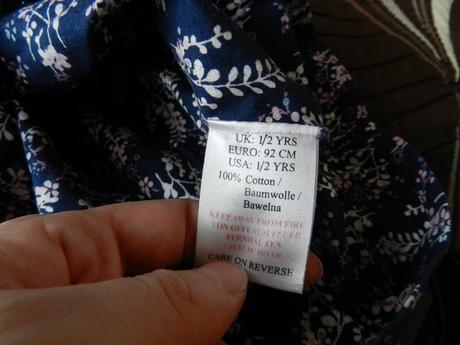 UK: 1/2 YRS
EURO: 92 CM
USA: 1/2 YRS
100% Cotton /
Baumwolle /
Bawełna
KEEP AWAY FROM FIRE
VON OFFENEM FEUER
FERNHALTEN
CARE ON REVERSE